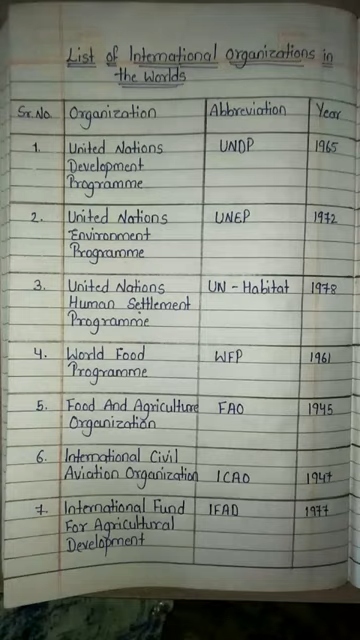 List of International Organizations in
the Worlds
Sr. No. Organization Abbreviation Year
1. United Nations UNDP 1965
Development
Programme
2. United Nations UNEP 1972
Environment
Programme
3. United Nations UN - Habitat 1978
Human Settlement
Programme
4. World Food WFP 1961
Programme
5. Food And Agriculture FAO 1945
Organization
6. International Civil
Aviation Organization ICAO 1947
7. International Fund IFAD 1977
For Agricultural
Development